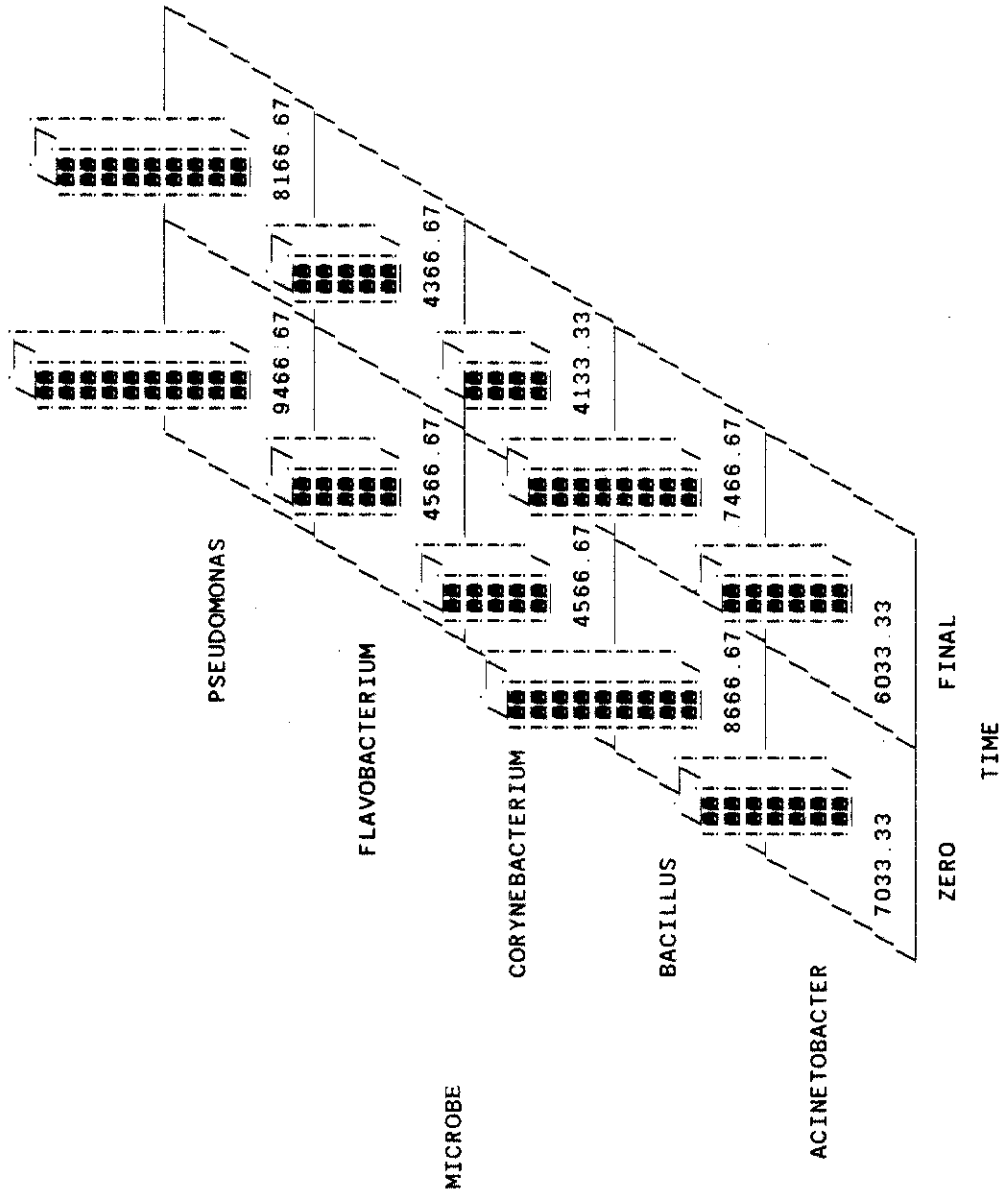 PSEUDOMONAS
9466.67 8166.67
FLAVOBACTERIUM
4566.67 4366.67
MICROBE
CORYNEBACTERIUM
4566.67 4133.33
BACILLUS
8666.67 7466.67
ACINETOBACTER
7033.33 6033.33
ZERO FINAL
TIME